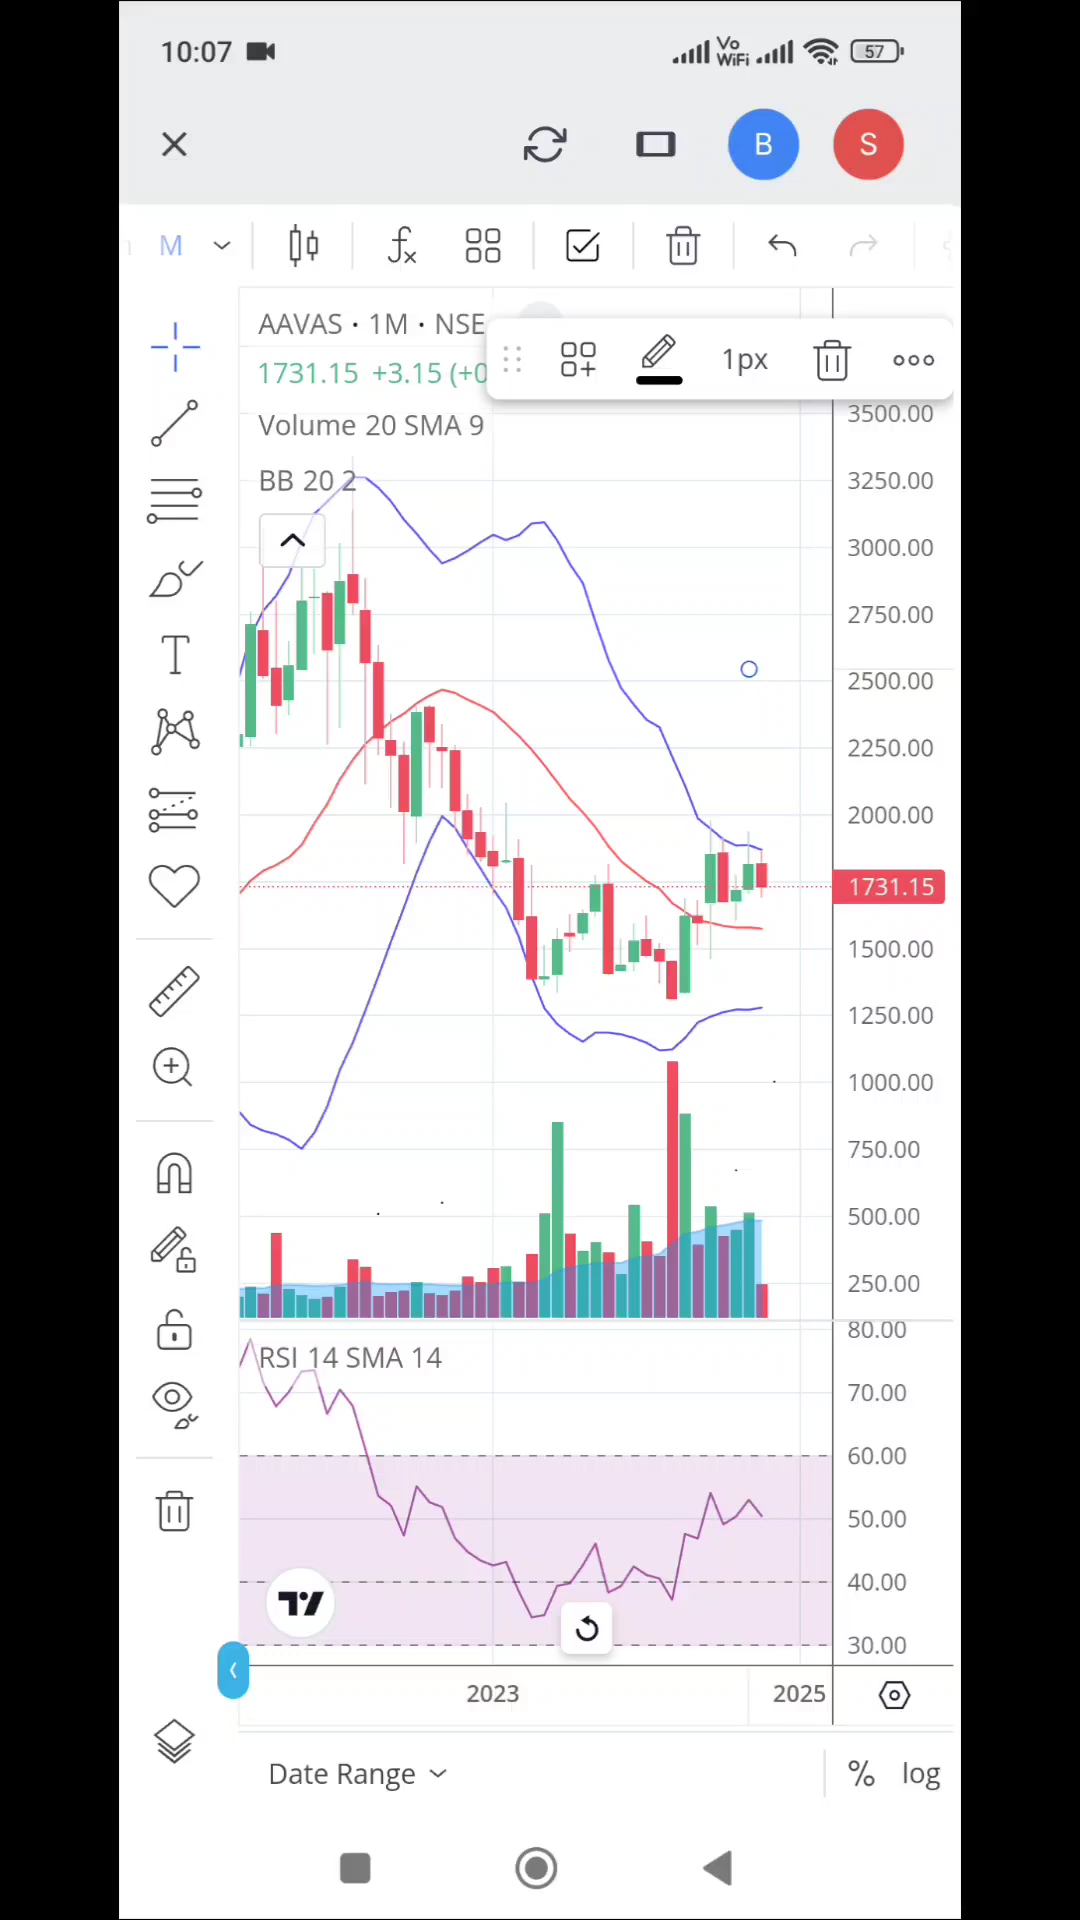 10:07
Vo
WiFi
57
B
S
M
AAVAS · 1M · NSE
1px
1731.15 +3.15 (+0
Volume 20 SMA 9
BB 20 2
3500.00
3250.00
3000.00
2750.00
2500.00
2250.00
2000.00
1731.15
1500.00
1250.00
1000.00
750.00
500.00
250.00
80.00
RSI 14 SMA 14
70.00
60.00
50.00
40.00
30.00
2023
2025
Date Range
%
log